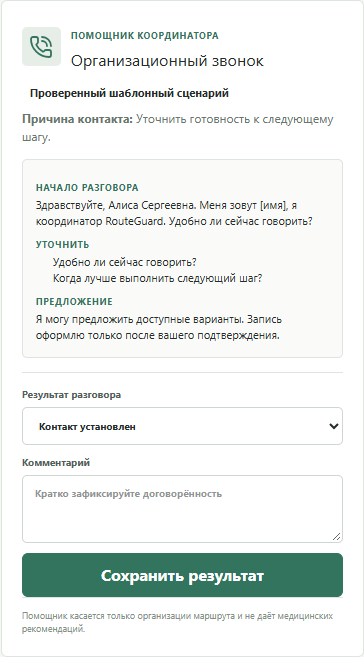 ПОМОЩНИК КООРДИНАТОРА
Организационный звонок
Проверенный шаблонный сценарий
Причина контакта: Уточнить готовность к следующему
шагу.
НАЧАЛО РАЗГОВОРА
Здравствуйте, Алиса Сергеевна. Меня зовут [имя], я
координатор RouteGuard. Удобно ли сейчас говорить?
УТОЧНИТЬ
Удобно ли сейчас говорить?
Когда лучше выполнить следующий шаг?
ПРЕДЛОЖЕНИЕ
Я могу предложить доступные варианты. Запись
оформлю только после вашего подтверждения.
Результат разговора
Контакт установлен
Комментарий
Кратко зафиксируйте договорённость
Сохранить результат
Помощник касается только организации маршрута и не даёт медицинских
рекомендаций.